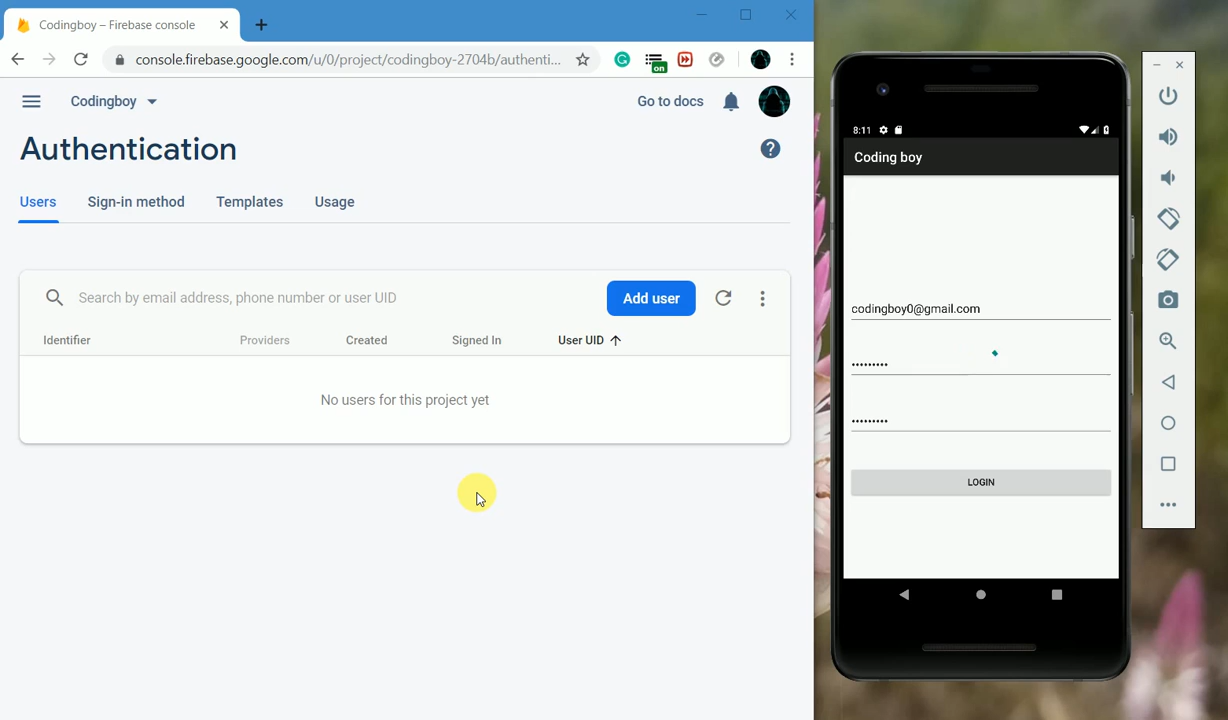 Codingboy – Firebase console
console.firebase.google.com/u/0/project/codingboy-2704b/authenti...
on
Codingboy
Go to docs
Authentication
?
Users
Sign-in method
Templates
Usage
Search by email address, phone number or user UID
Add user
Identifier
Providers
Created
Signed In
User UID
No users for this project yet
8:11
Coding boy
codingboy0@gmail.com
•••••••••
•••••••••
LOGIN